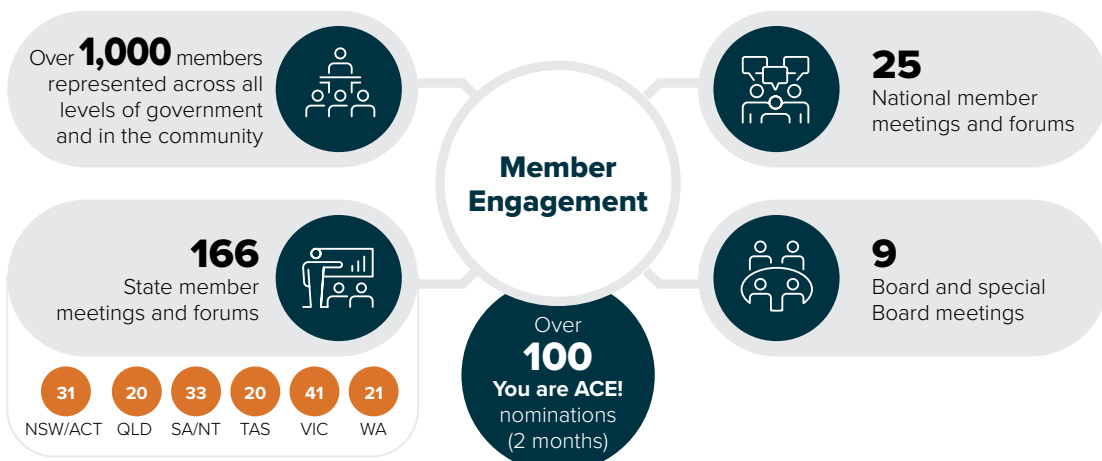 Over 1,000 members
represented across all
levels of government
and in the community
25
National member
meetings and forums
Member
Engagement
166
State member
meetings and forums
9
Board and special
Board meetings
31 20 33 20 41 21
NSW/ACT QLD SA/NT TAS VIC WA
Over
100
You are ACE!
nominations
(2 months)